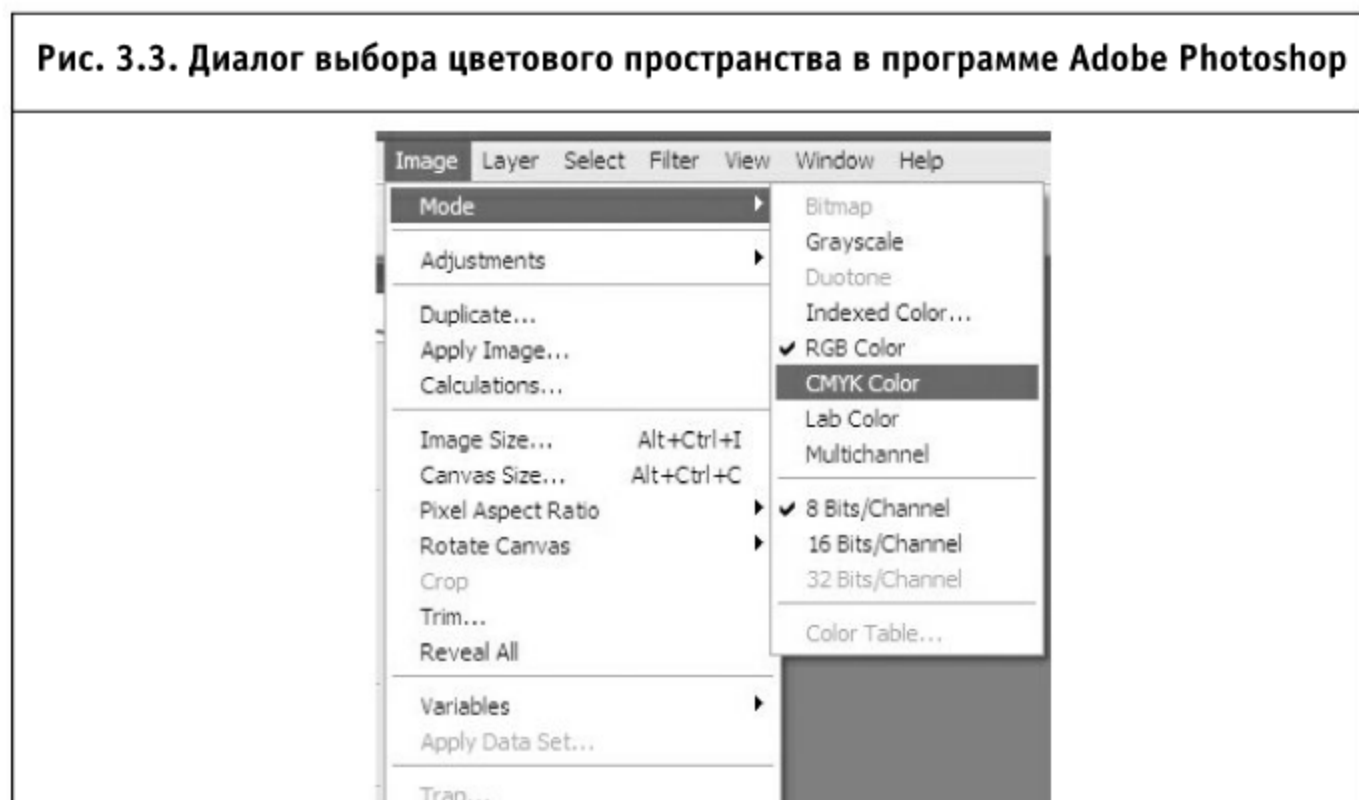 Рис. 3.3. Диалог выбора цветового пространства в программе Adobe Photoshop
Image Layer Select Filter View Window Help
Mode
Adjustments
Duplicate...
Apply Image...
Calculations...
Image Size... Alt+Ctrl+I
Canvas Size... Alt+Ctrl+C
Pixel Aspect Ratio
Rotate Canvas
Crop
Trim...
Reveal All
Variables
Apply Data Set...
Trap...
Bitmap
Grayscale
Duotone
Indexed Color...
RGB Color
CMYK Color
Lab Color
Multichannel
8 Bits/Channel
16 Bits/Channel
32 Bits/Channel
Color Table...